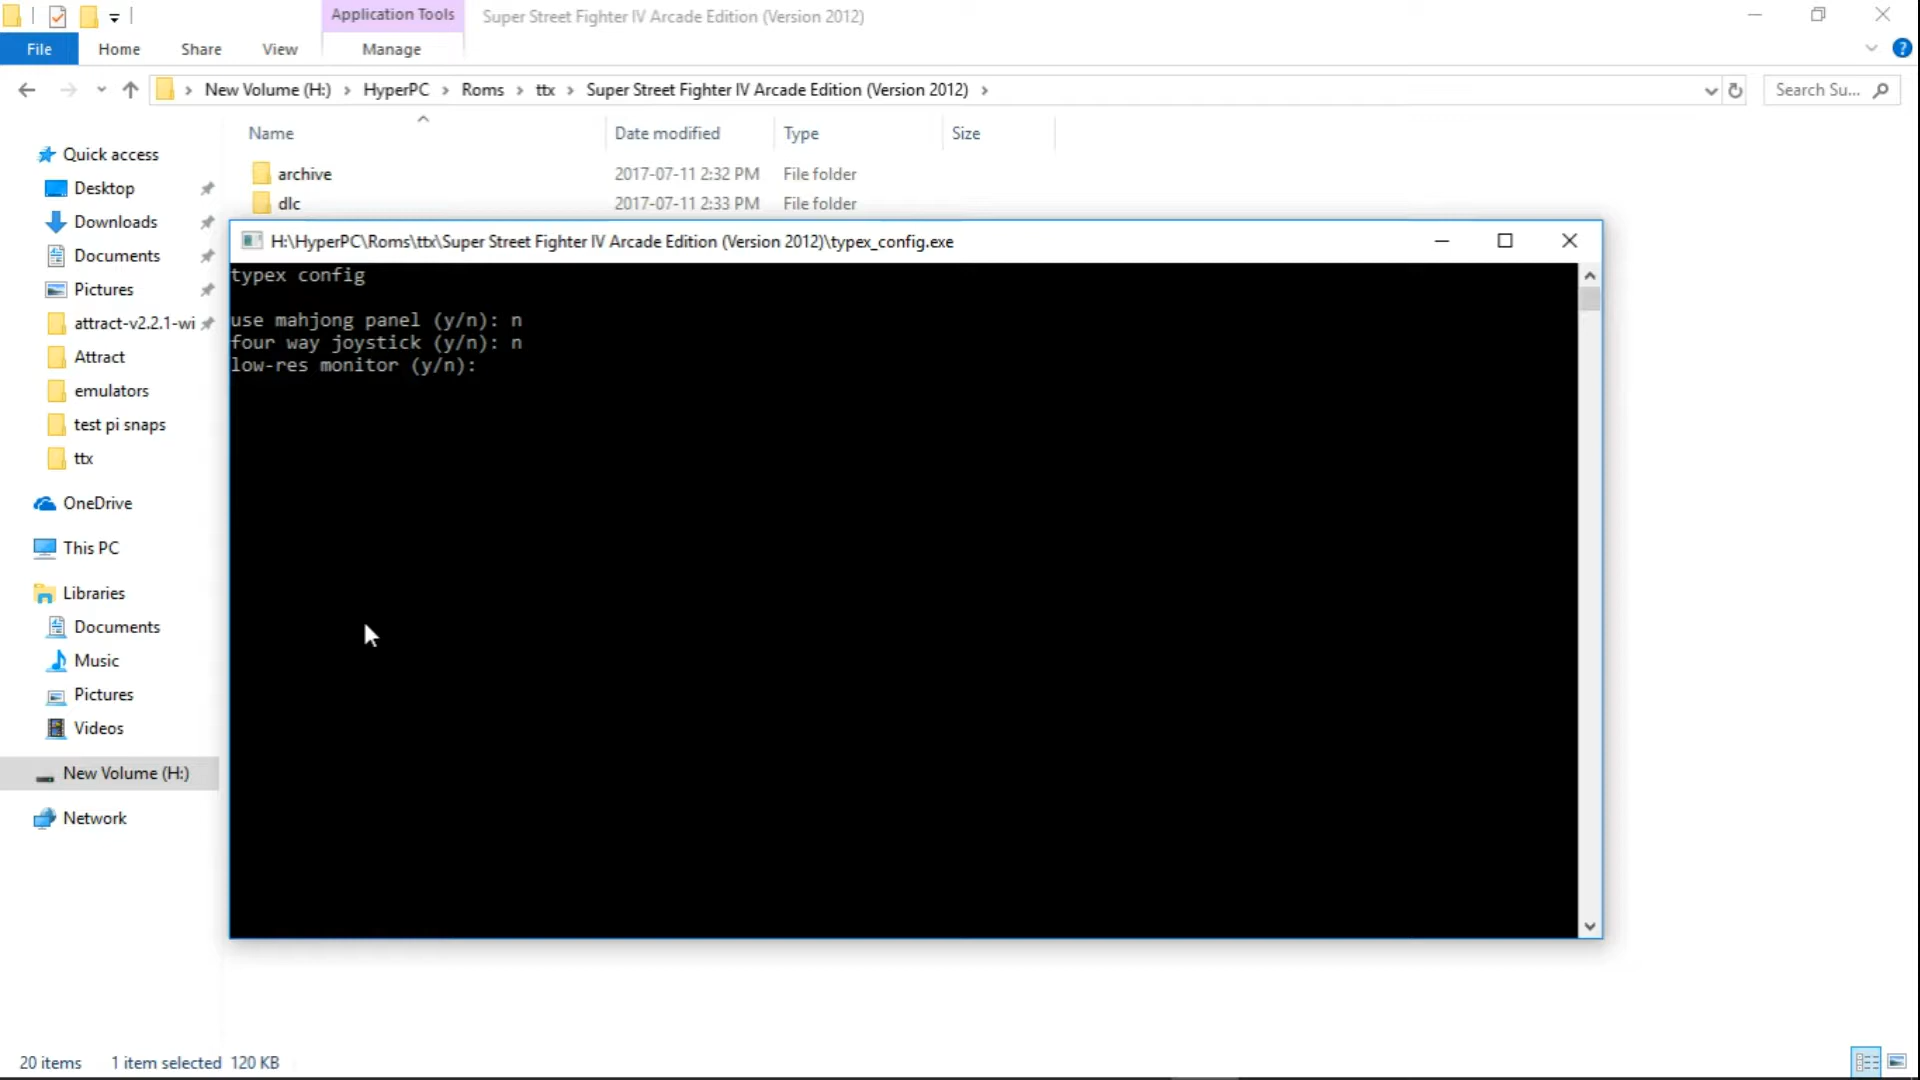 Application Tools
Super Street Fighter IV Arcade Edition (Version 2012)
File
Home
Share
View
Manage
New Volume (H:)
HyperPC
Roms
ttx
Super Street Fighter IV Arcade Edition (Version 2012)
Search Su...
Name
Date modified
Type
Size
archive
2017-07-11 2:32 PM
File folder
dlc
2017-07-11 2:33 PM
File folder
Quick access
Desktop
Downloads
Documents
Pictures
attract-v2.2.1-wi
Attract
emulators
test pi snaps
ttx
OneDrive
This PC
Libraries
Documents
Music
Pictures
Videos
New Volume (H:)
Network
H:\HyperPC\Roms\ttx\Super Street Fighter IV Arcade Edition (Version 2012)\typex_config.exe
typex config
use mahjong panel (y/n): n
four way joystick (y/n): n
low-res monitor (y/n):
20 items
1 item selected 120 KB